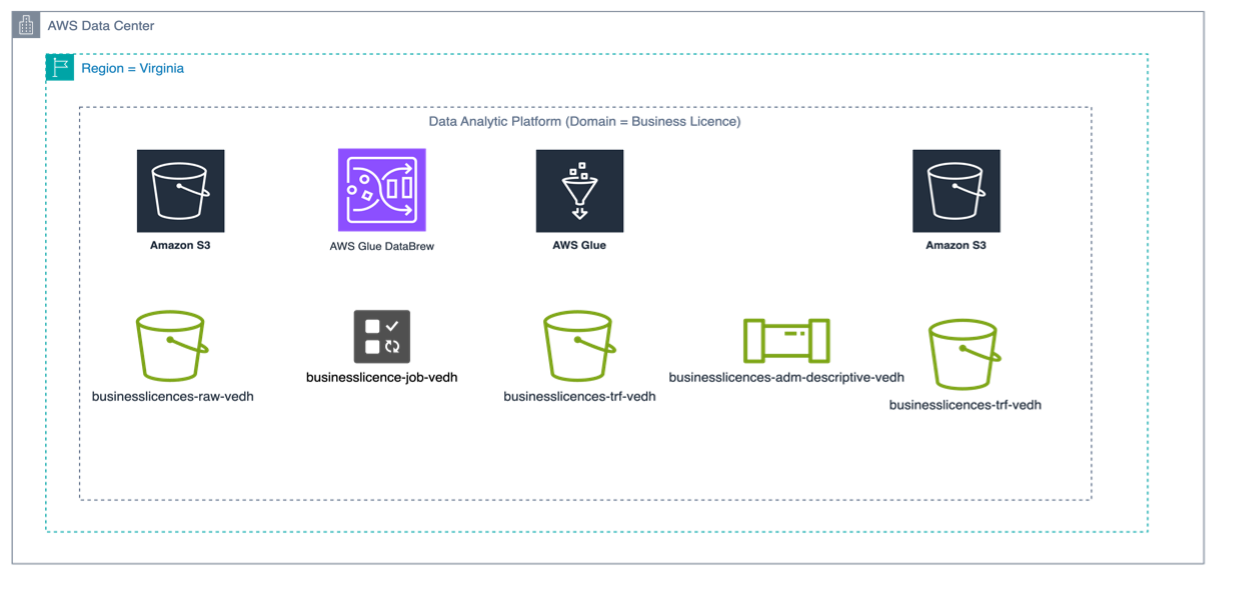 AWS Data Center
Region = Virginia
Data Analytic Platform (Domain = Business Licence)
Amazon S3
AWS Glue DataBrew
AWS Glue
Amazon S3
businesslicences-raw-vedh
businesslicence-job-vedh
businesslicences-trf-vedh
businesslicences-adm-descriptive-vedh
businesslicences-trf-vedh